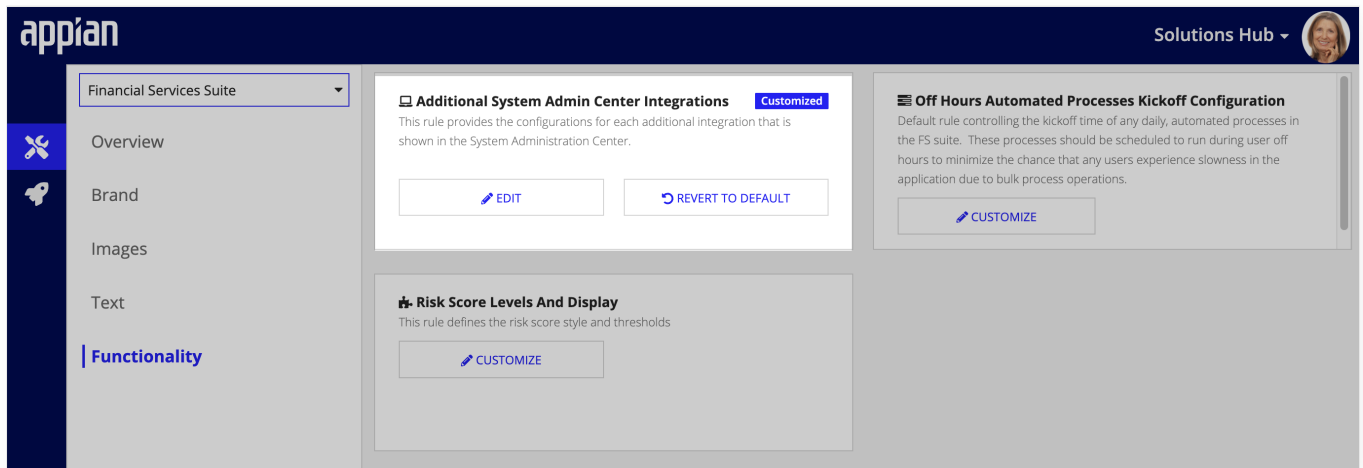 appian
Solutions Hub
Financial Services Suite
Overview
Brand
Images
Text
Functionality
Additional System Admin Center Integrations
Customized
This rule provides the configurations for each additional integration that is
shown in the System Administration Center.
EDIT
REVERT TO DEFAULT
Off Hours Automated Processes Kickoff Configuration
Default rule controlling the kickoff time of any daily, automated processes in
the FS suite. These processes should be scheduled to run during user off
hours to minimize the chance that any users experience slowness in the
application due to bulk process operations.
CUSTOMIZE
Risk Score Levels And Display
This rule defines the risk score style and thresholds
CUSTOMIZE